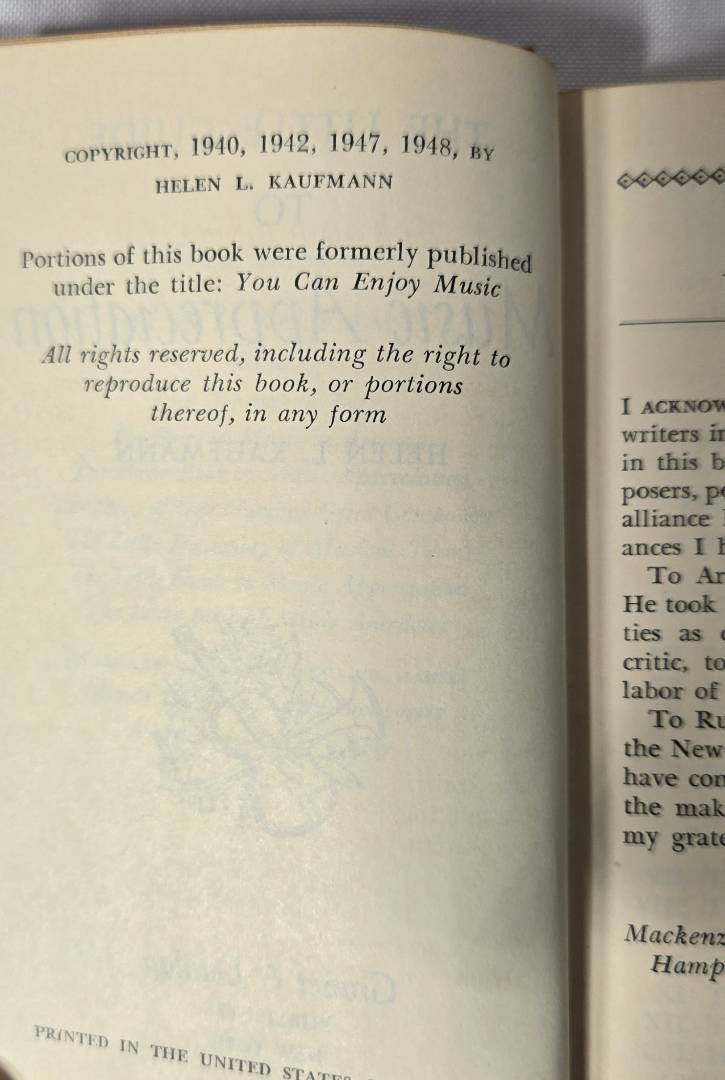 COPYRIGHT, 1940, 1942, 1947, 1948, BY
HELEN L. KAUFMANN
Portions of this book were formerly published
under the title: You Can Enjoy Music
All rights reserved, including the right to
reproduce this book, or portions
thereof, in any form
PRINTED IN THE UNITED STATES
I ACKNOW
writers in
in this b
posers, pe
alliance
ances I h
To Ar
He took
ties as
critic, to
labor of
To Ru
the New
have con
the mak
my grate
Mackenz
Hamp